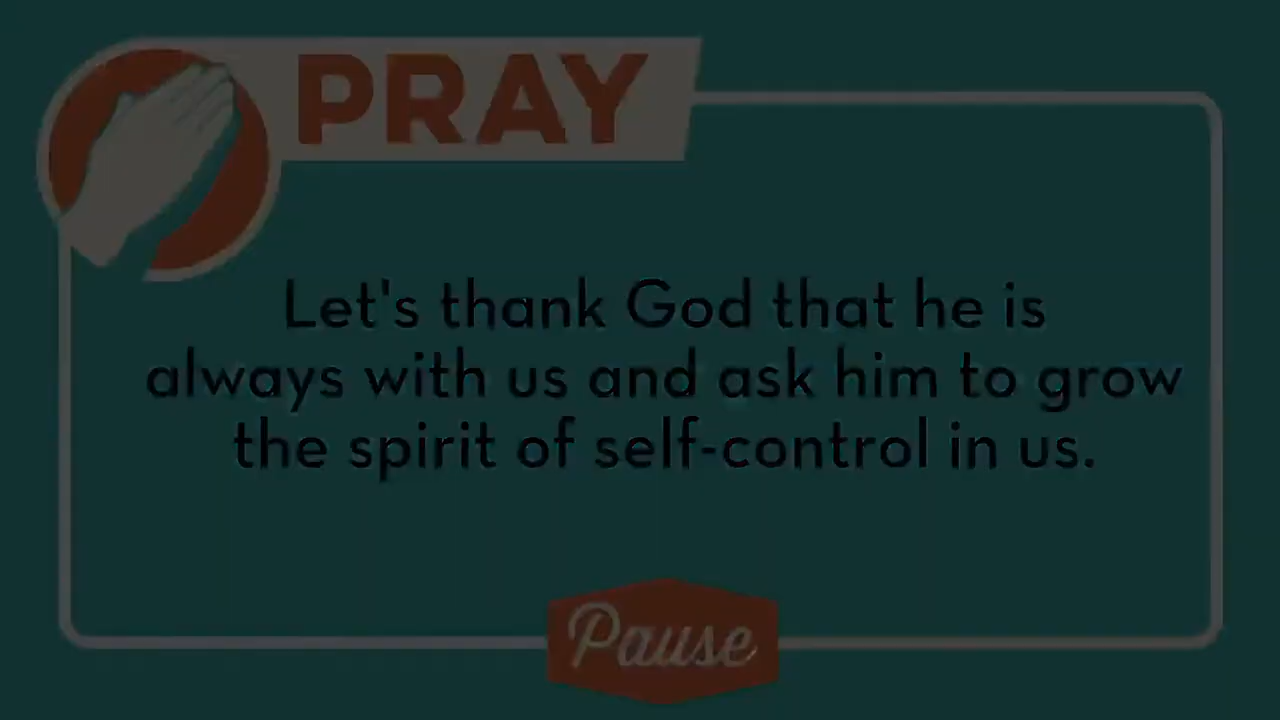 PRAY
Let's thank God that he is
always with us and ask him to grow
the spirit of self-control in us.
Pause